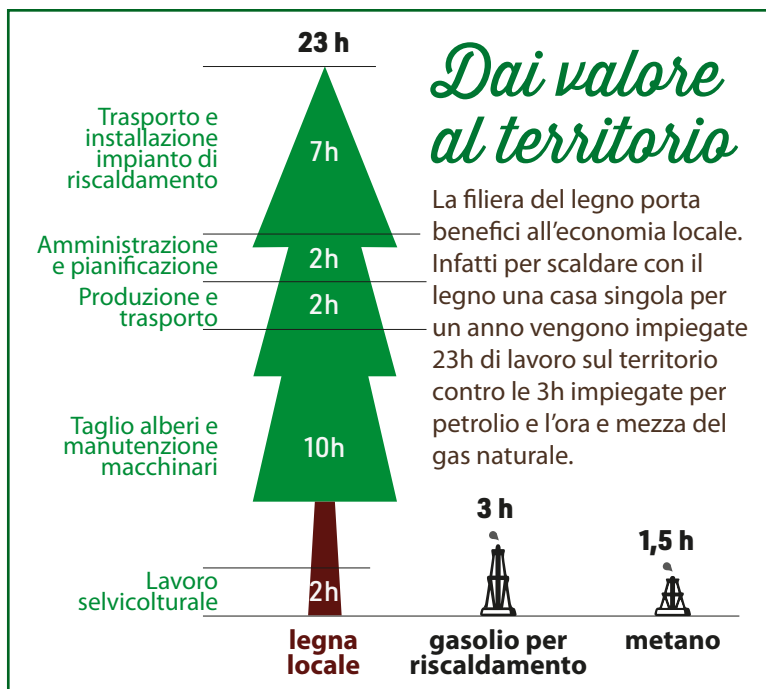 23 h
Dai valore
al territorio
La filiera del legno porta
benefici all'economia locale.
Infatti per scaldare con il
legno una casa singola per
un anno vengono impiegate
23h di lavoro sul territorio
contro le 3h impiegate per
petrolio e l'ora e mezza del
gas naturale.
Trasporto e
installazione
impianto di
riscaldamento
7h
Amministrazione
e pianificazione
2h
Produzione e
trasporto
2h
Taglio alberi e
manutenzione
macchinari
10h
Lavoro
selvicolturale
2h
3 h
1,5 h
legna
locale
gasolio per
riscaldamento
metano